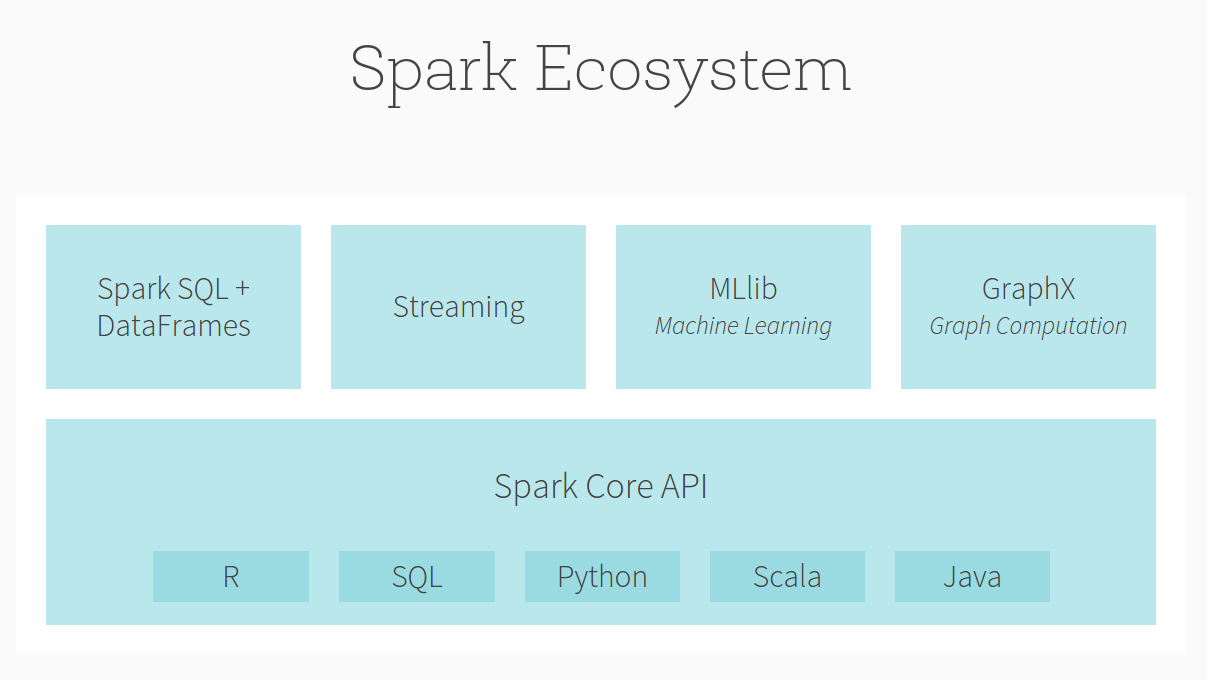 Spark Ecosystem
Spark SQL +
DataFrames
Streaming
MLlib
Machine Learning
GraphX
Graph Computation
Spark Core API
R
SQL
Python
Scala
Java